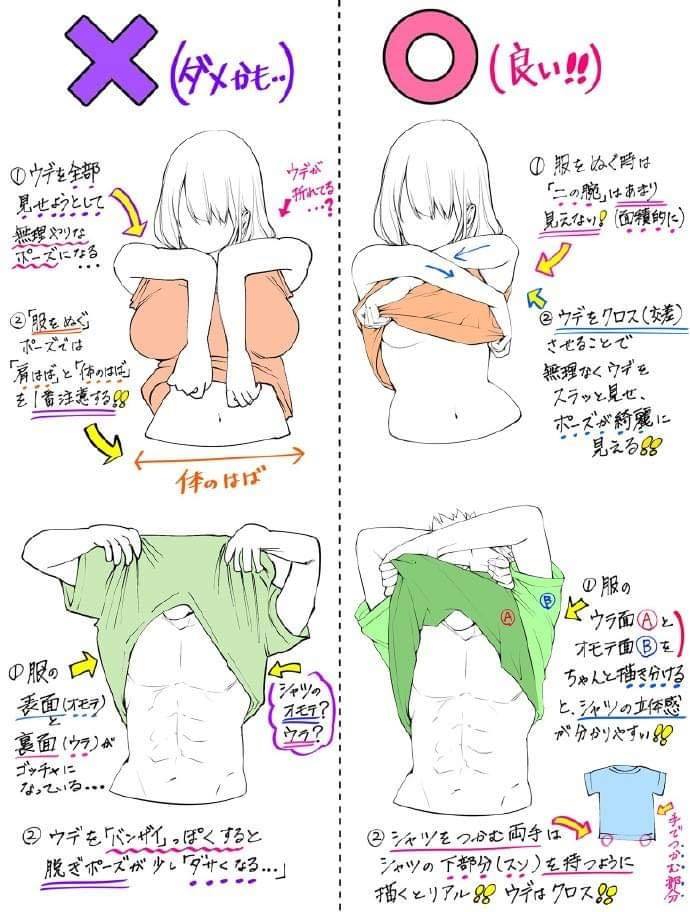 (ダメかも‥)
①ウデを全部
見せようとして
無理やりな
ポーズになる...
ウデが
折れてる
...?
②「服をぬぐ」
ポーズでは
「肩はば」と「体のはば」
を1番注意する!!
体のはば
①服の
表面(オモテ)
と
裏面(ウラ)が
ゴッチャに
なっている...
シャツの
オモテ?
ウラ?
②ウデを「バンザイ」っぽくすると
脱ぎポーズが少し「ダサくなる...」
(良い!!)
①服をぬぐ時は
「二の腕」はあまり
見えない!(面積的に)
②ウデをクロス(交差)
させることで
無理なくウデを
スラッと見せ、
ポーズが綺麗に
見える!!
A
B
①服の
ウラ面Ⓐと
オモテ面Ⓑを
ちゃんと描き分ける
と、シャツの立体感
が分かりやすい!!
②シャツをつかむ両手は
シャツの下部分(スソ)を持つように
描くとリアル!!ウデはクロス!!
手でつかむ部分